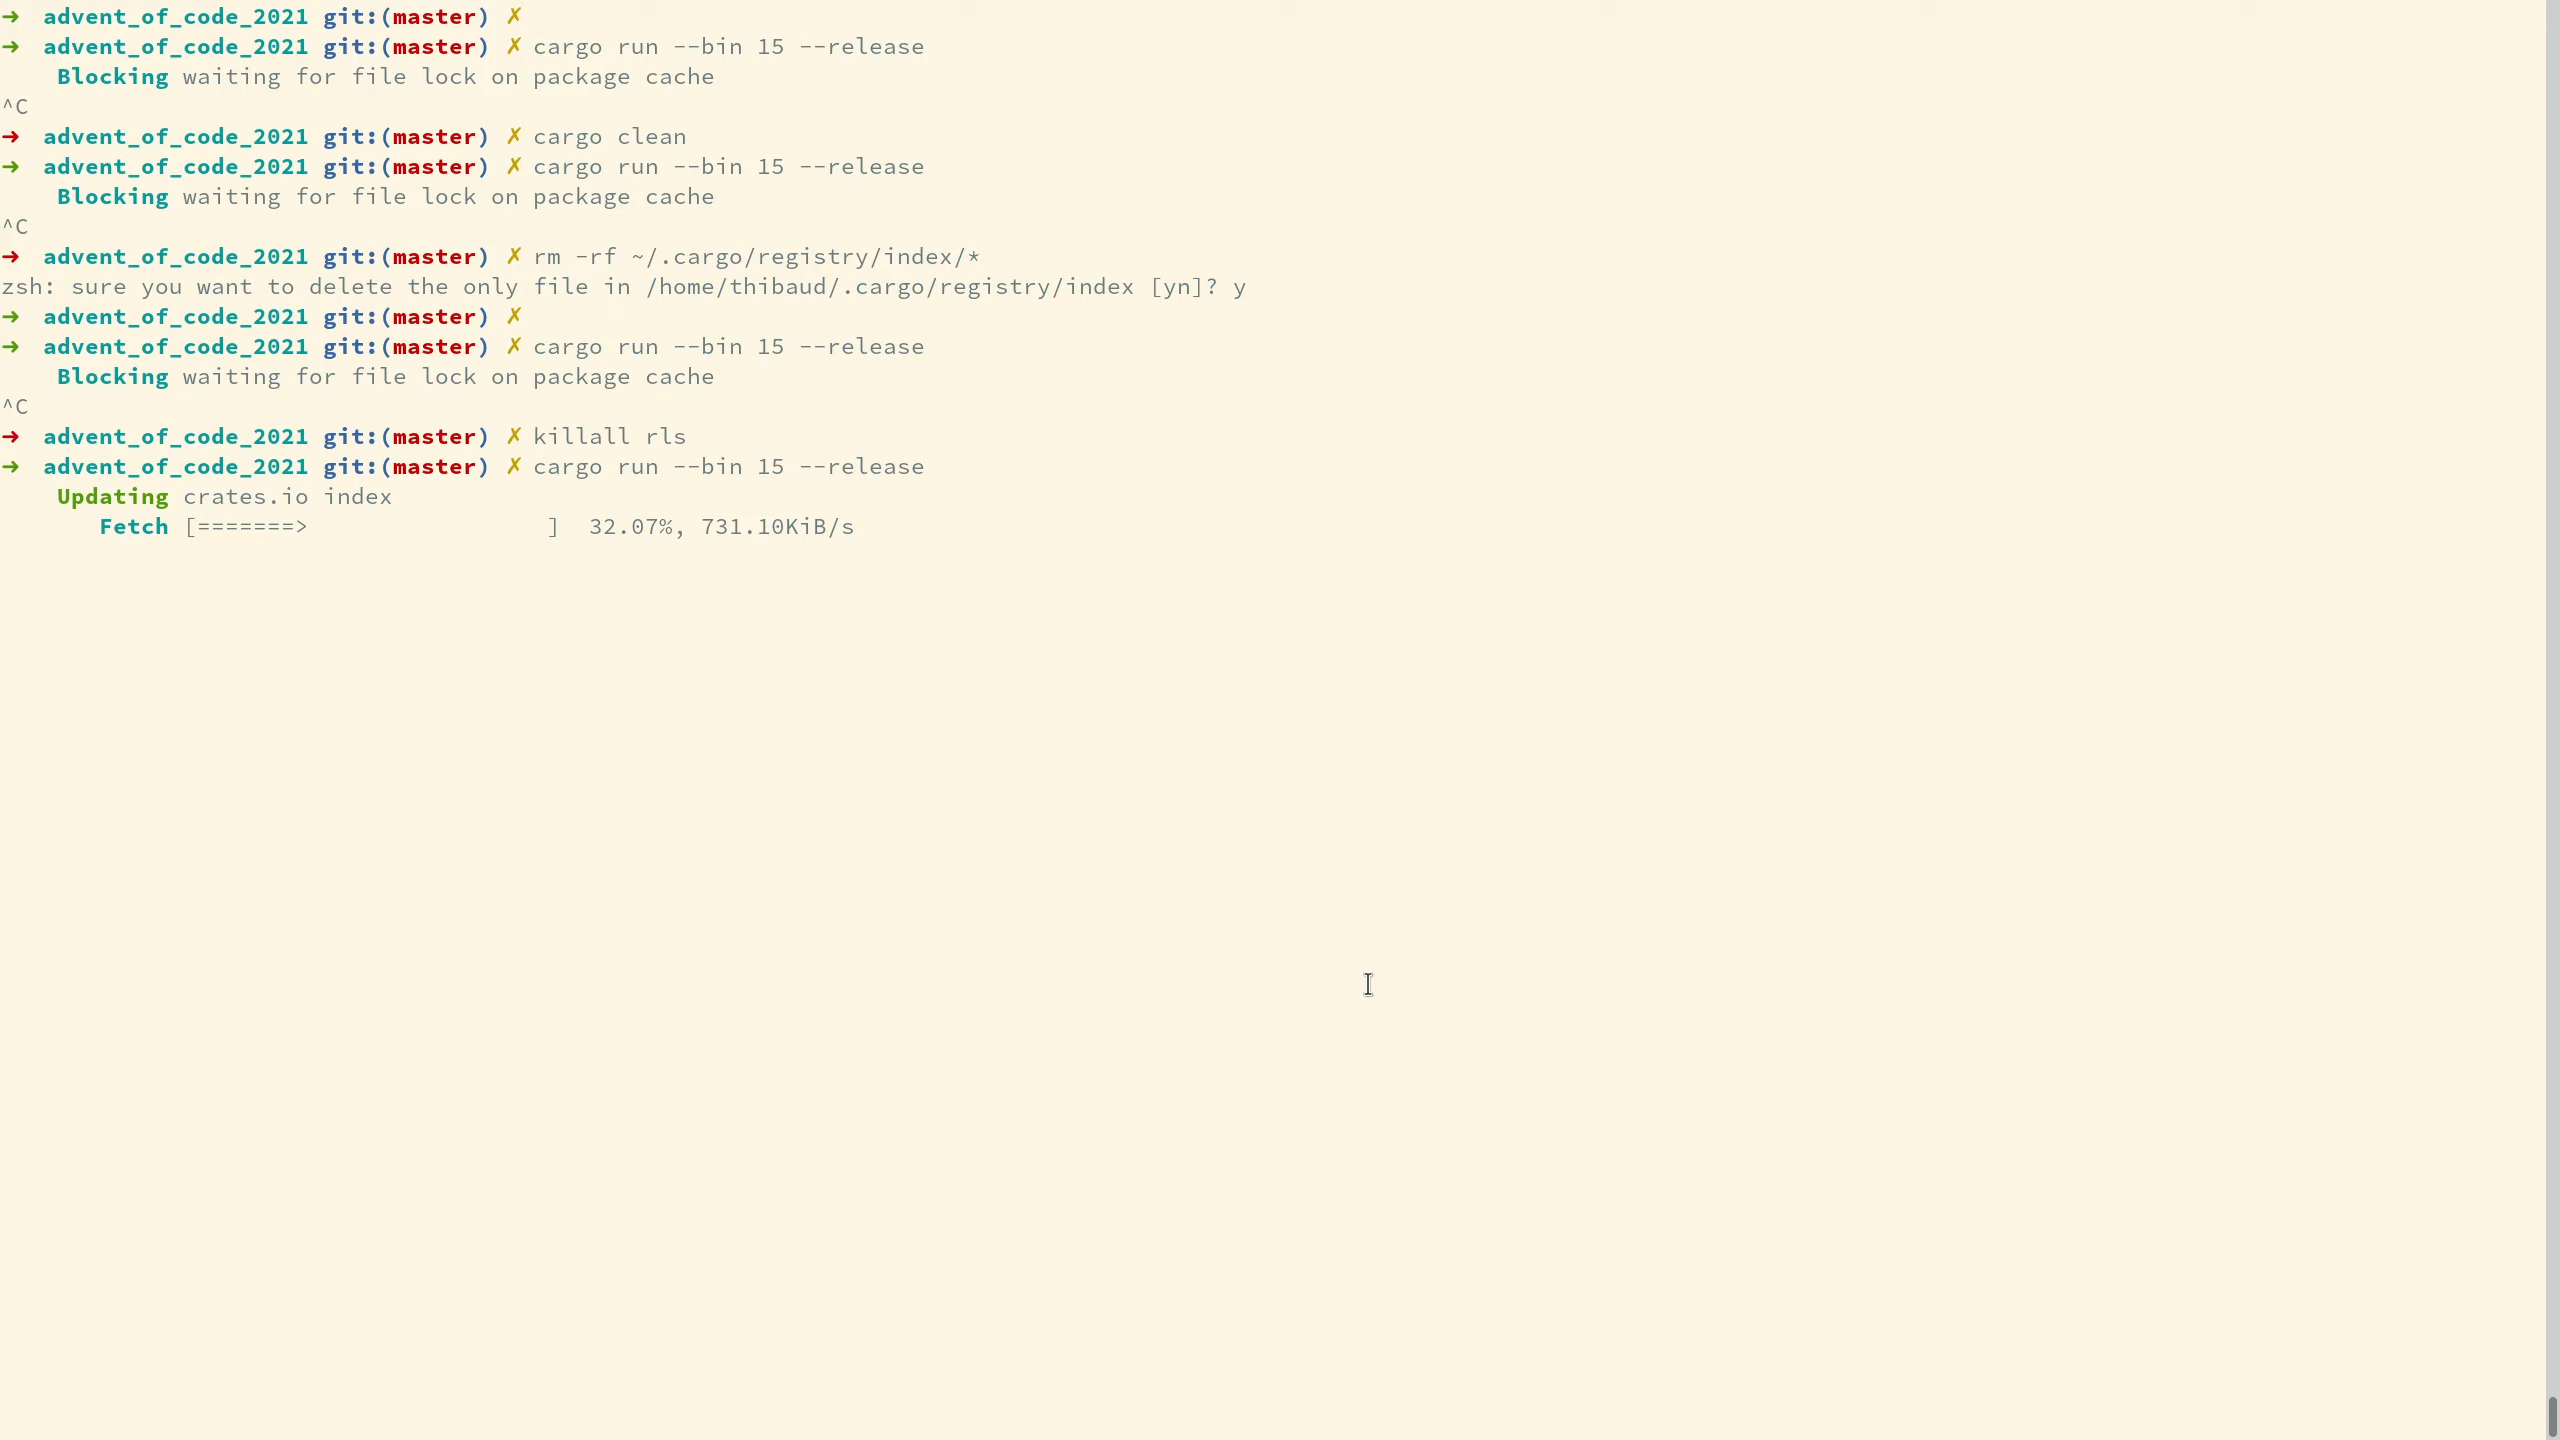 ➜  advent_of_code_2021 git:(master) ✗
➜  advent_of_code_2021 git:(master) ✗ cargo run --bin 15 --release
    Blocking waiting for file lock on package cache
^C
➜  advent_of_code_2021 git:(master) ✗ cargo clean
➜  advent_of_code_2021 git:(master) ✗ cargo run --bin 15 --release
    Blocking waiting for file lock on package cache
^C
➜  advent_of_code_2021 git:(master) ✗ rm -rf ~/.cargo/registry/index/*
zsh: sure you want to delete the only file in /home/thibaud/.cargo/registry/index [yn]? y
➜  advent_of_code_2021 git:(master) ✗
➜  advent_of_code_2021 git:(master) ✗ cargo run --bin 15 --release
    Blocking waiting for file lock on package cache
^C
➜  advent_of_code_2021 git:(master) ✗ killall rls
➜  advent_of_code_2021 git:(master) ✗ cargo run --bin 15 --release
    Updating crates.io index
       Fetch [=======>                 ]  32.07%, 731.10KiB/s